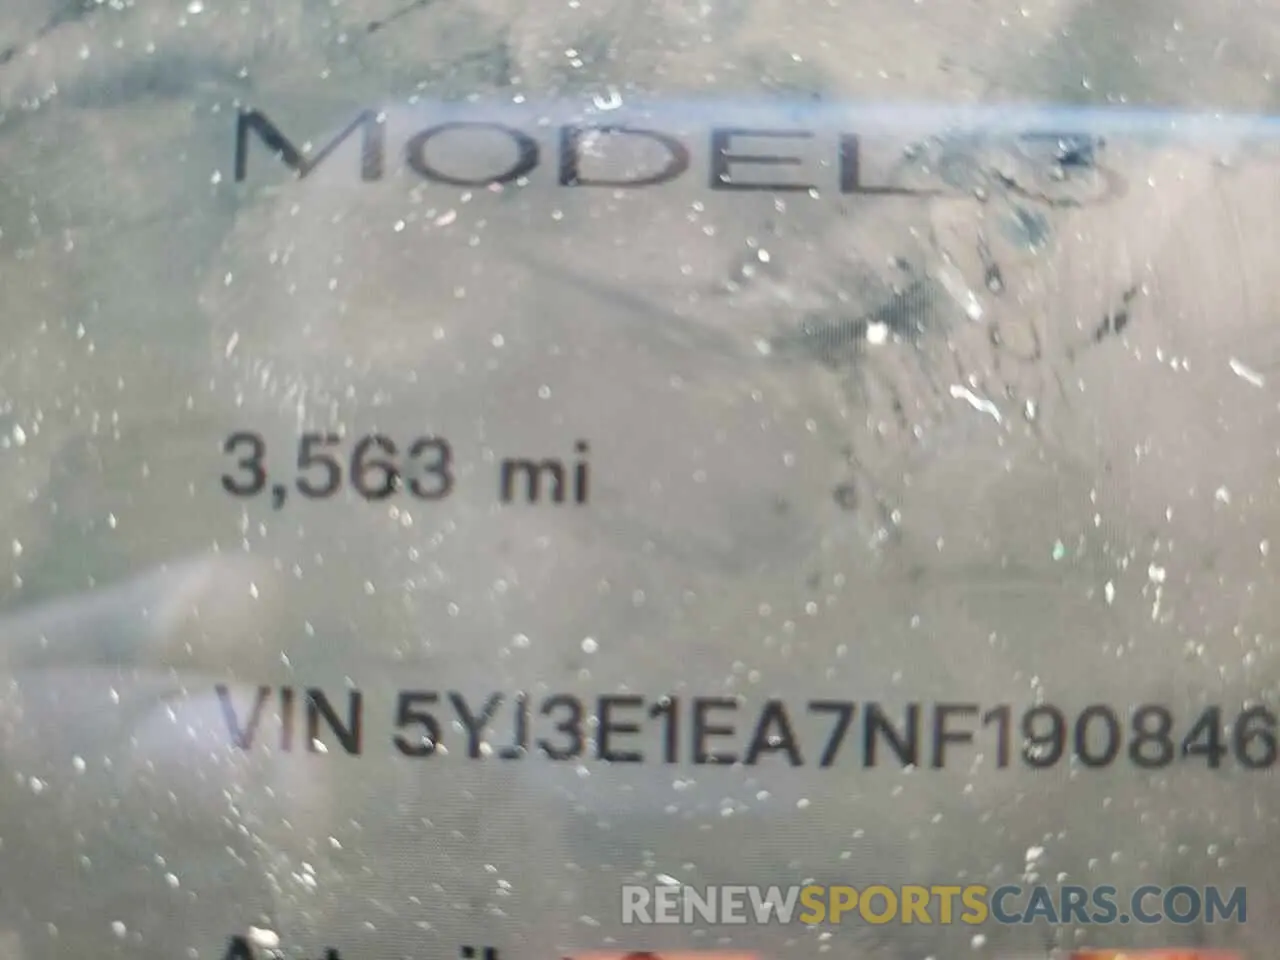 MODEL 3
3,563 mi
VIN 5YJ3E1EA7NF190846
RENEWSPORTSCARS.COM